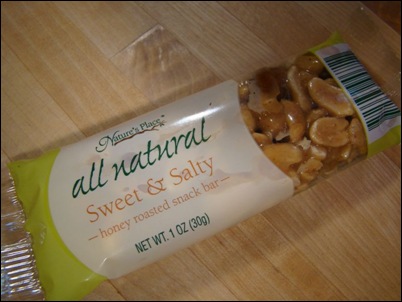 Nature's Place
all natural
Sweet & Salty
honey roasted snack bar
NET WT. 1 OZ (30g)